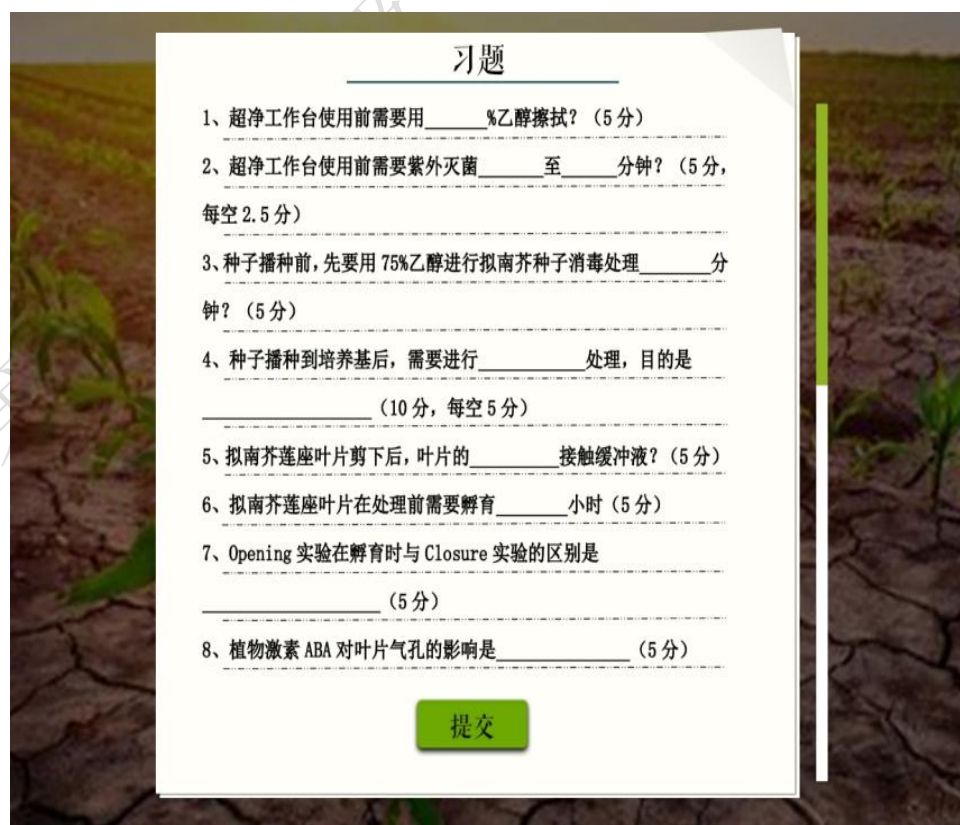 习题
1、超净工作台使用前需要用______%乙醇擦拭？（5分）
2、超净工作台使用前需要紫外灭菌______至_____分钟？（5分，
每空2.5分）
3、种子播种前，先要用75%乙醇进行拟南芥种子消毒处理_______分
钟？（5分）
4、种子播种到培养基后，需要进行__________处理，目的是
________________（10分，每空5分）
5、拟南芥莲座叶片剪下后，叶片的________接触缓冲液？（5分）
6、拟南芥莲座叶片在处理前需要孵育_______小时（5分）
7、Opening实验在孵育时与Closure实验的区别是
_________________（5分）
8、植物激素ABA对叶片气孔的影响是_____________（5分）
提交